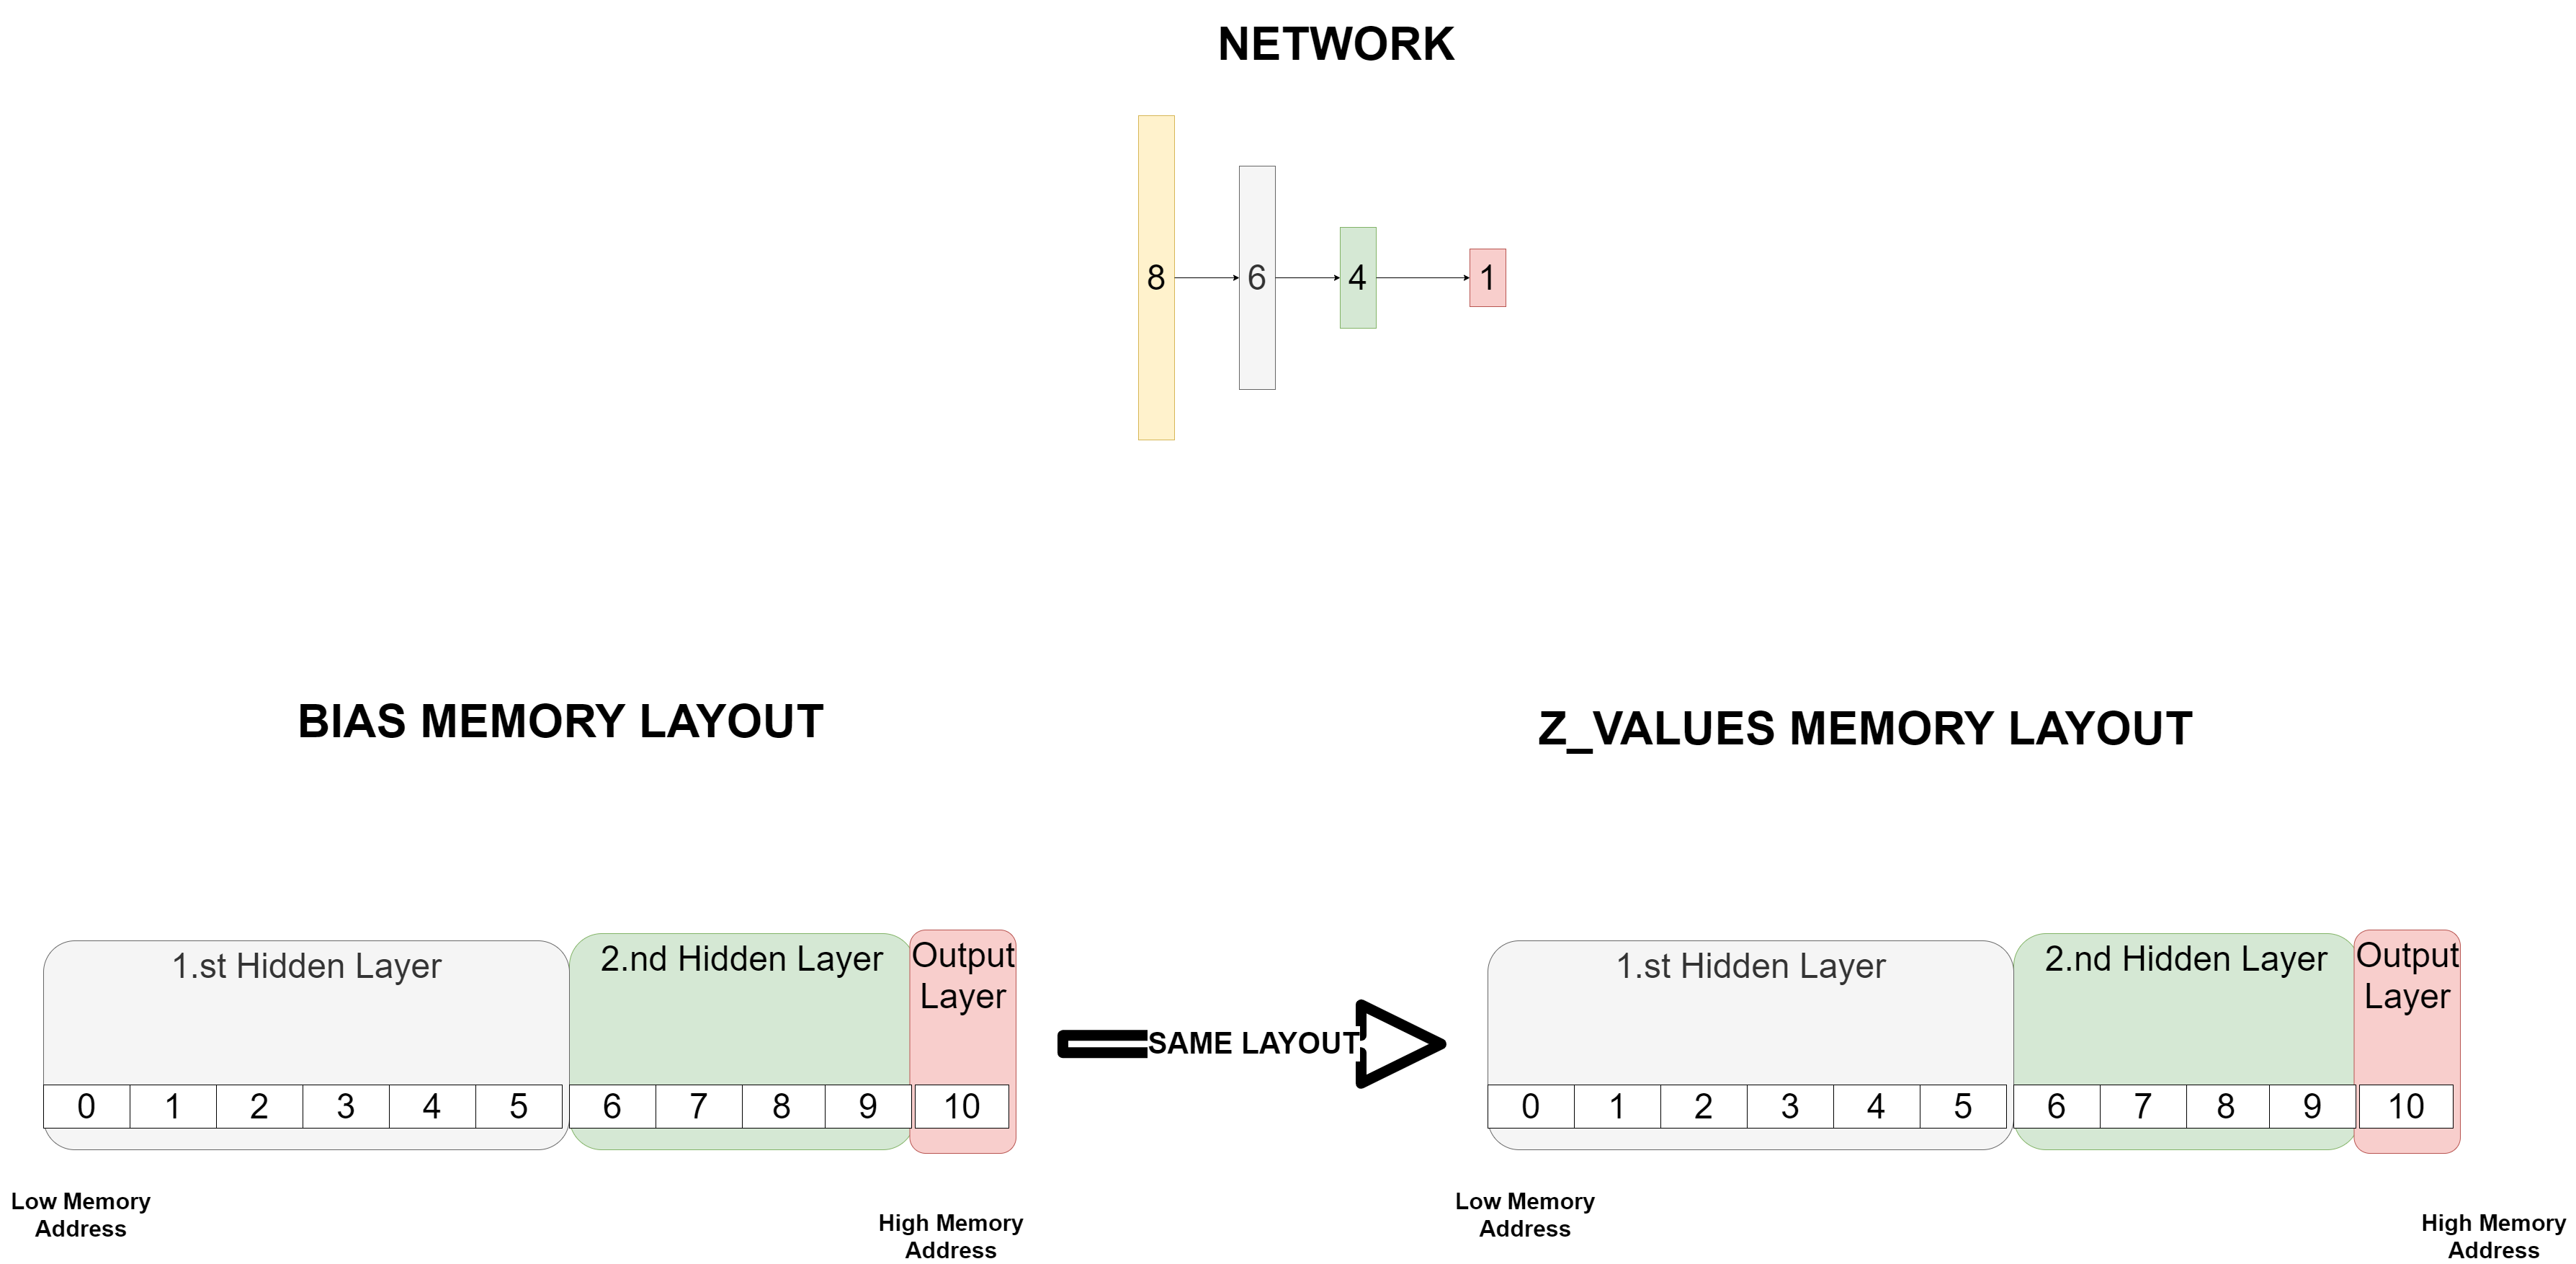 NETWORK
8
6
4
1
BIAS MEMORY LAYOUT
Z_VALUES MEMORY LAYOUT
1.st Hidden Layer
2.nd Hidden Layer
Output
Layer
0 1 2 3 4 5 6 7 8 9 10
Low Memory
Address
High Memory
Address
SAME LAYOUT
1.st Hidden Layer
2.nd Hidden Layer
Output
Layer
0 1 2 3 4 5 6 7 8 9 10
Low Memory
Address
High Memory
Address